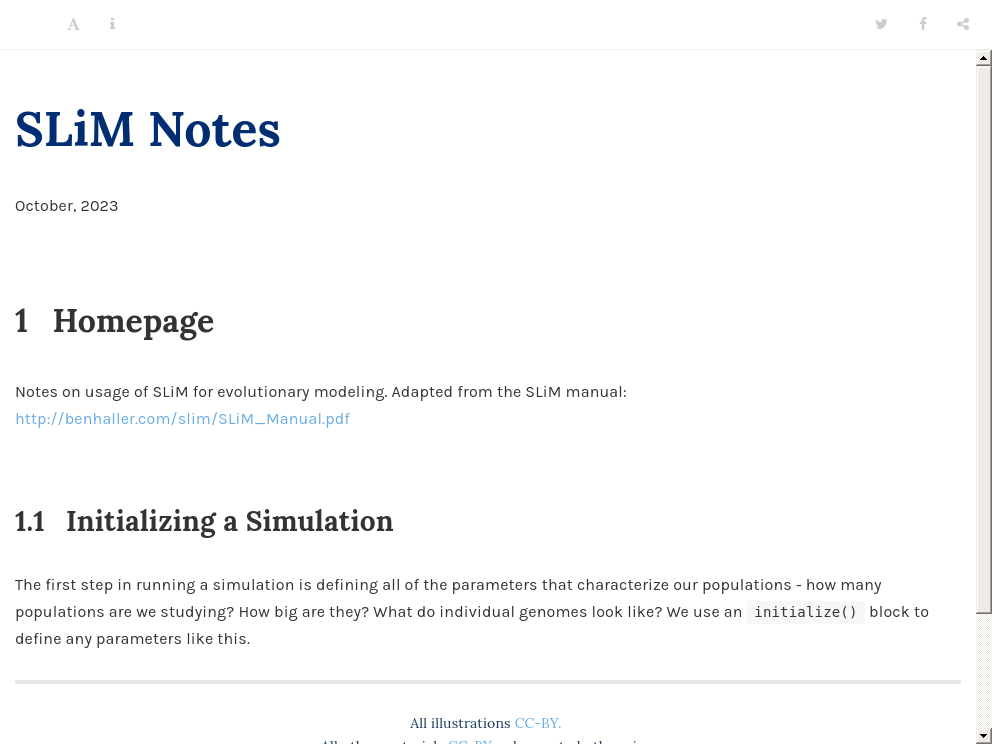 SLiM Notes
October, 2023
1 Homepage
Notes on usage of SLiM for evolutionary modeling. Adapted from the SLiM manual:
http://benhaller.com/slim/SLiM_Manual.pdf
1.1 Initializing a Simulation
The first step in running a simulation is defining all of the parameters that characterize our populations - how many
populations are we studying? How big are they? What do individual genomes look like? We use an initialize() block to
define any parameters like this.
All illustrations CC-BY.